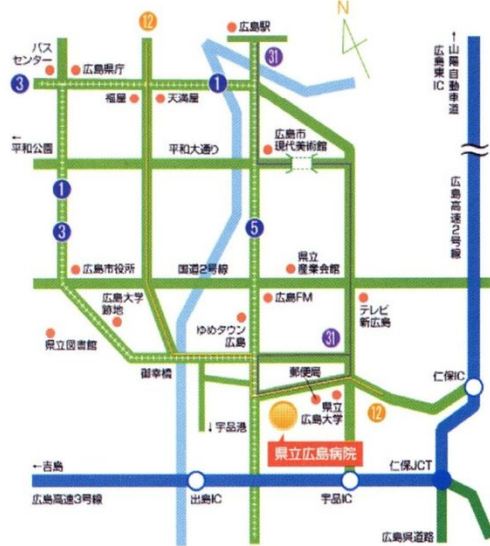 12
広島駅
N
31
バス
センター
広島県庁
3
1
福屋
天満屋
←
平和公園
平和大通り
広島市
現代美術館
↑山陽自動車道
広島東IC
広島高速2号線
1
3
5
広島市役所
国道2号線
県立
産業会館
広島大学
跡地
県立図書館
ゆめタウン
広島
広島FM
テレビ
新広島
31
御幸橋
郵便局
県立
広島大学
12
仁保IC
↓宇品港
県立広島病院
←吉島
広島高速3号線
出島IC
宇品IC
仁保JCT
広島呉道路